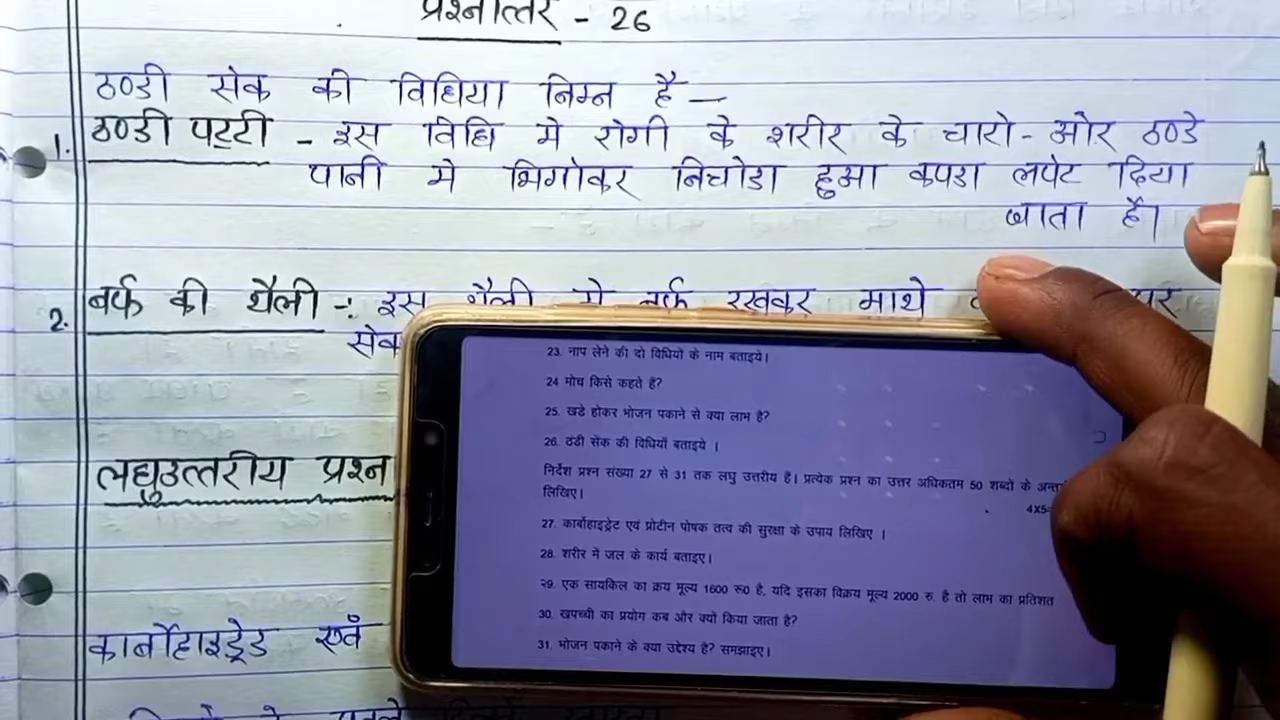 प्रश्नोत्तर - 26
ठण्डी सेक की विधिया निम्न है —
1. ठण्डी पट्टी - इस विधि मे रोगी के शरीर के चारो - ओर ठण्डे
पानी मे भिगोकर निचोडा हुआ कपडा लपेट दिया
जाता है।
2. बर्फ की थैली -: इस थैली मे बर्फ रखकर माथे पर
सेक
23. नाप लेने की दो विधियों के नाम बताइये।
24 मोच किसे कहते हैं?
25. खडे होकर भोजन पकाने से क्या लाभ है?
26. ठंडी सेंक की विधियाँ बताइये ।
निर्देश प्रश्न संख्या 27 से 31 तक लघु उत्तरीय हैं। प्रत्येक प्रश्न का उत्तर अधिकतम 50 शब्दों के
लिखिए।
4X5=
27. कार्बोहाइड्रेट एवं प्रोटीन पोषक तत्व की सुरक्षा के उपाय लिखिए ।
28. शरीर में जल के कार्य बताइए।
29. एक सायकिल का क्रय मूल्य 1600 रू0 है, यदि इसका विक्रय मूल्य 2000 रु. है तो लाभ का प्रतिशत
30. खपच्ची का प्रयोग कब और क्यों किया जाता है?
31. भोजन पकाने के क्या उद्देश्य है? समझाइए।
लघुउत्तरीय प्रश्न
कार्बोहाइड्रेड एवं